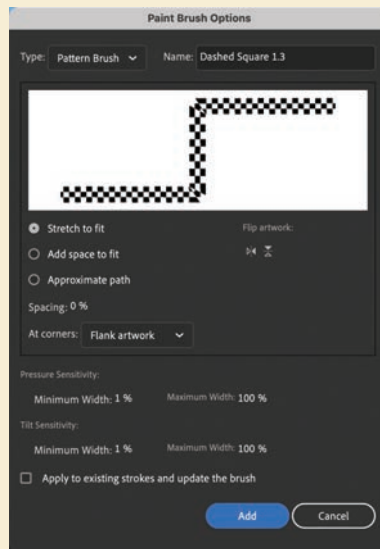 Paint Brush Options
Type: Pattern Brush Name: Dashed Square 1.3
Stretch to fit Flip artwork:
Add space to fit
Approximate path
Spacing: 0 %
At corners: Flank artwork
Pressure Sensitivity:
Minimum Width: 1 % Maximum Width: 100 %
Tilt Sensitivity:
Minimum Width: 1 % Maximum Width: 100 %
Apply to existing strokes and update the brush
Add Cancel